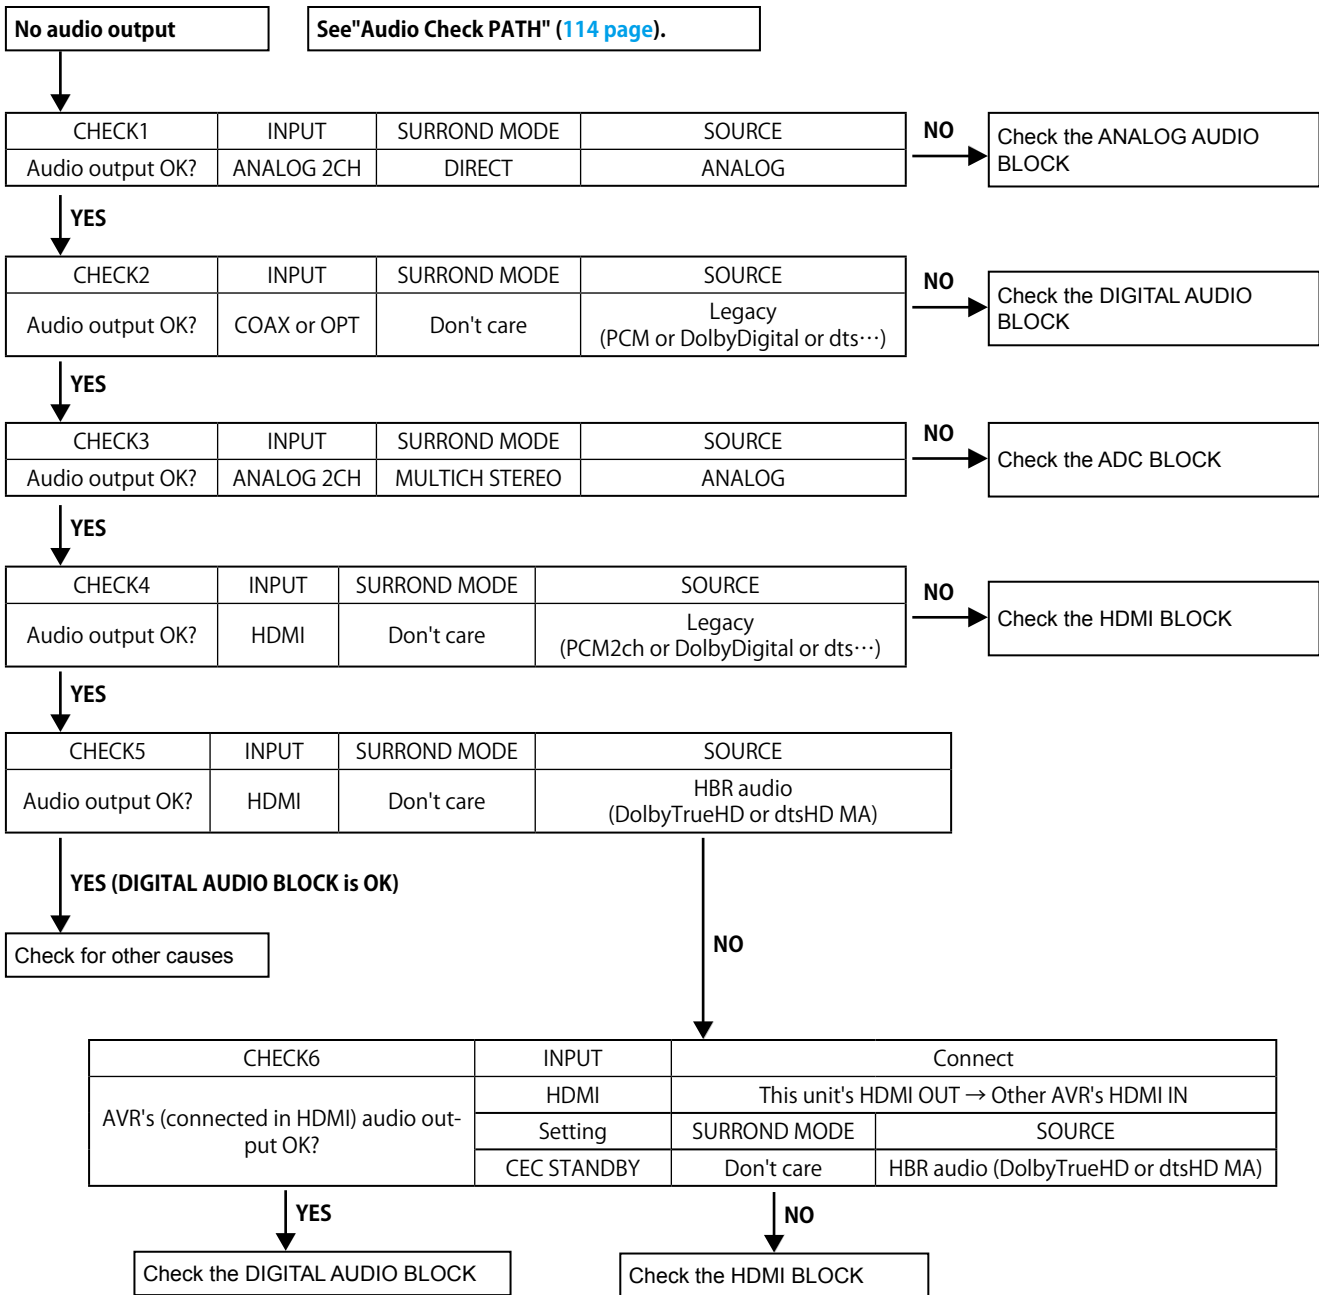 No audio output
See"Audio Check PATH" (114 page).
CHECK1 INPUT SURROND MODE SOURCE
Audio output OK? ANALOG 2CH DIRECT ANALOG
NO
Check the ANALOG AUDIO
BLOCK
YES
CHECK2 INPUT SURROND MODE SOURCE
Audio output OK? COAX or OPT Don't care Legacy
(PCM or DolbyDigital or dts···)
NO
Check the DIGITAL AUDIO
BLOCK
YES
CHECK3 INPUT SURROND MODE SOURCE
Audio output OK? ANALOG 2CH MULTICH STEREO ANALOG
NO
Check the ADC BLOCK
YES
CHECK4 INPUT SURROND MODE SOURCE
Audio output OK? HDMI Don't care Legacy
(PCM2ch or DolbyDigital or dts···)
NO
Check the HDMI BLOCK
YES
CHECK5 INPUT SURROND MODE SOURCE
Audio output OK? HDMI Don't care HBR audio
(DolbyTrueHD or dtsHD MA)
YES (DIGITAL AUDIO BLOCK is OK)
Check for other causes
NO
CHECK6 INPUT Connect
AVR's (connected in HDMI) audio out-
put OK?
HDMI This unit's HDMI OUT → Other AVR's HDMI IN
Setting SURROND MODE SOURCE
CEC STANDBY Don't care HBR audio (DolbyTrueHD or dtsHD MA)
YES
Check the DIGITAL AUDIO BLOCK
NO
Check the HDMI BLOCK